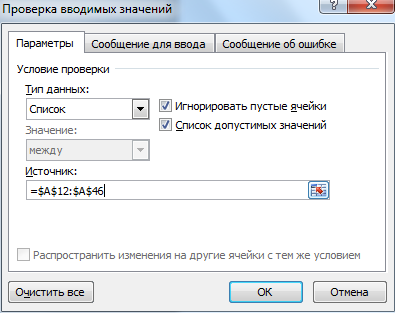 Проверка вводимых значений
Параметры Сообщение для ввода Сообщение об ошибке
Условие проверки
Тип данных:
Список Игнорировать пустые ячейки
Значение: Список допустимых значений
между
Источник:
=$A$12:$A$46
Распространить изменения на другие ячейки с тем же условием
Очистить все ОК Отмена